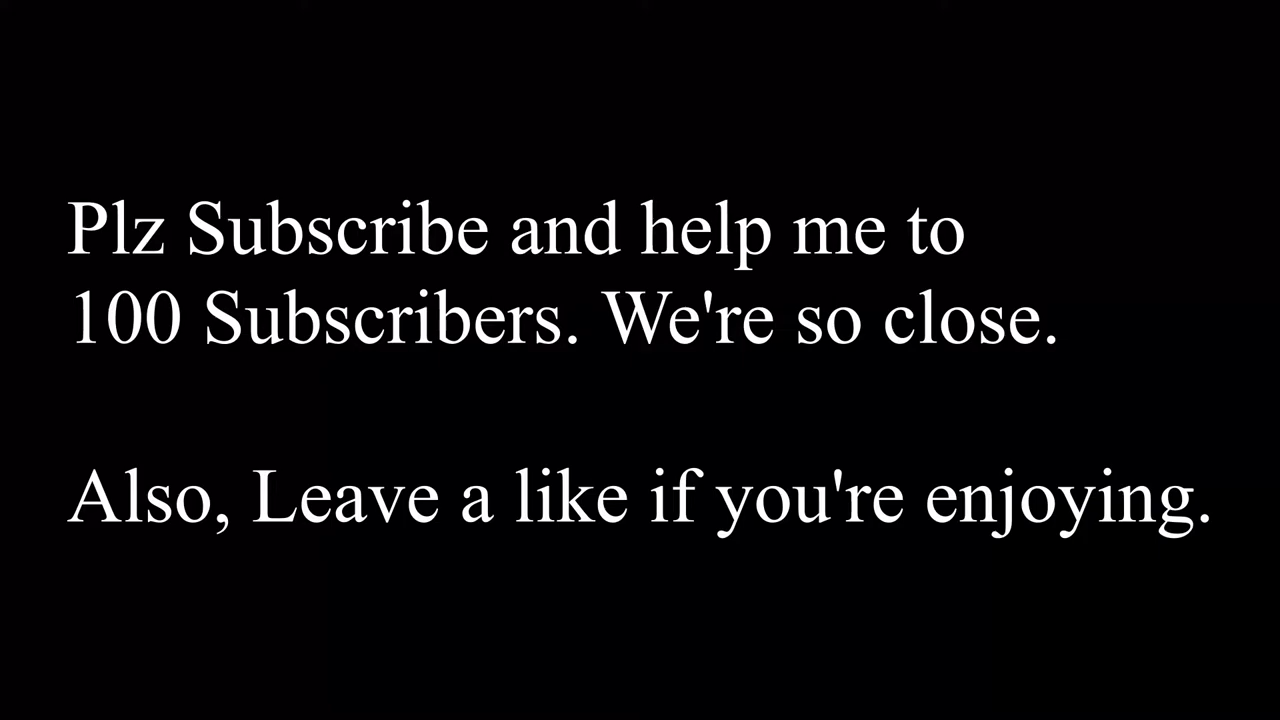 Plz Subscribe and help me to
100 Subscribers. We're so close.
Also, Leave a like if you're enjoying.